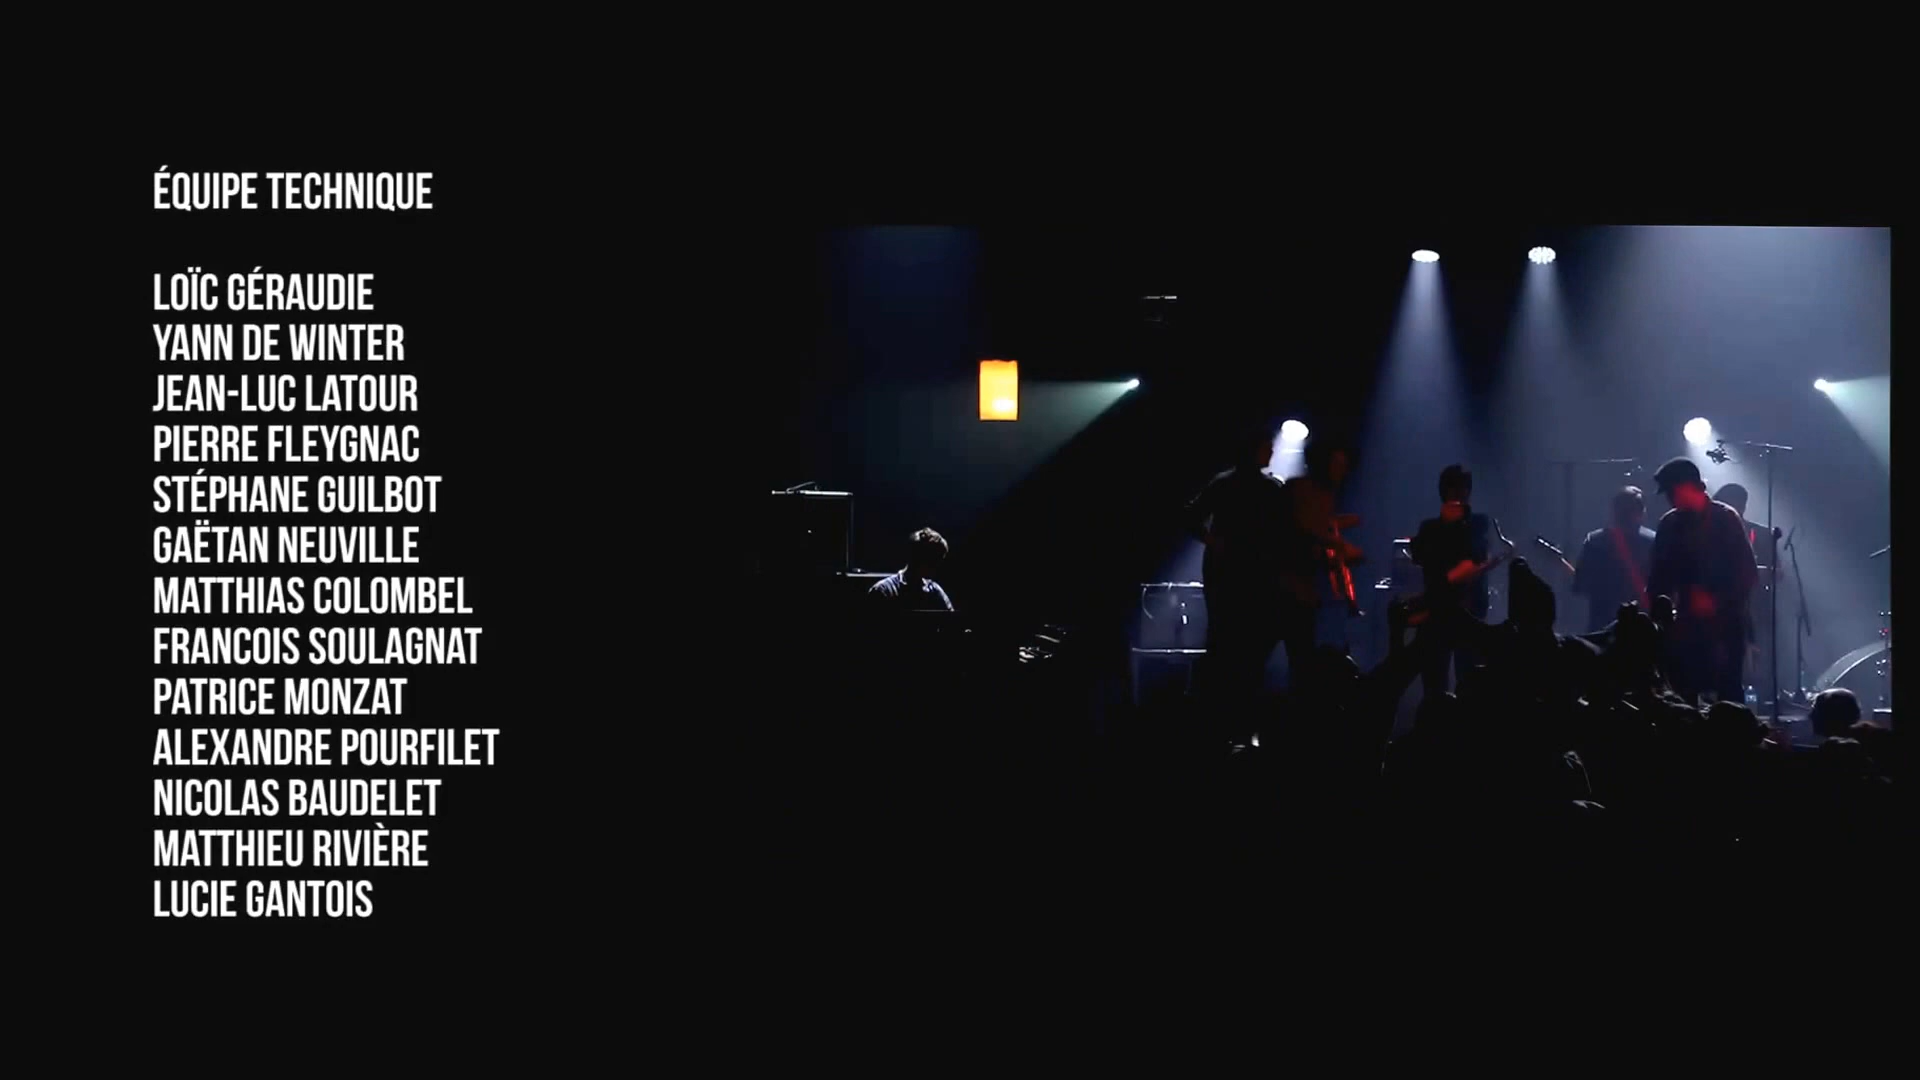 ÉQUIPE TECHNIQUE
LOÏC GÉRAUDIE
YANN DE WINTER
JEAN-LUC LATOUR
PIERRE FLEYGNAC
STÉPHANE GUILBOT
GAËTAN NEUVILLE
MATTHIAS COLOMBEL
FRANCOIS SOULAGNAT
PATRICE MONZAT
ALEXANDRE POURFILET
NICOLAS BAUDELET
MATTHIEU RIVIÈRE
LUCIE GANTOIS